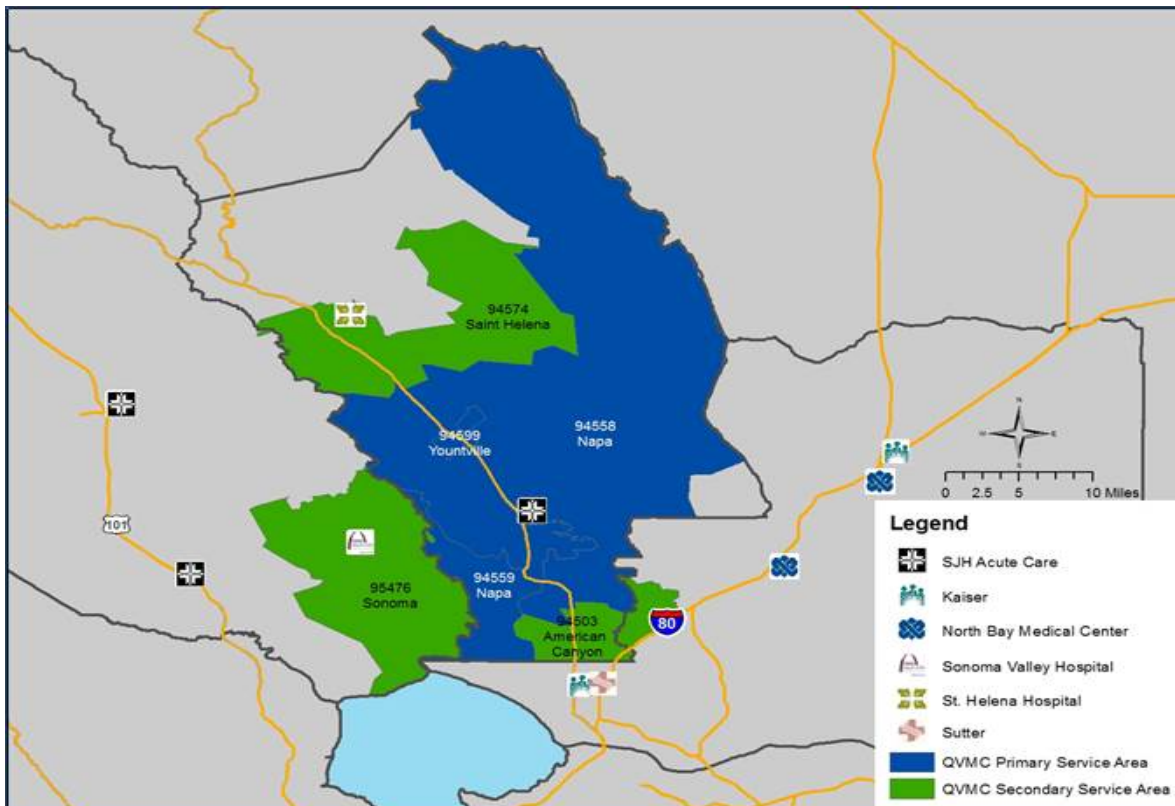 94574
Saint Helena
94599
Yountville
94558
Napa
101
95476
Sonoma
94559
Napa
94503
American
Canyon
80
N
W E
S
0 2.5 5 10 Miles
Legend
SJH Acute Care
Kaiser
North Bay Medical Center
Sonoma Valley Hospital
St. Helena Hospital
Sutter
QVMC Primary Service Area
QVMC Secondary Service Area